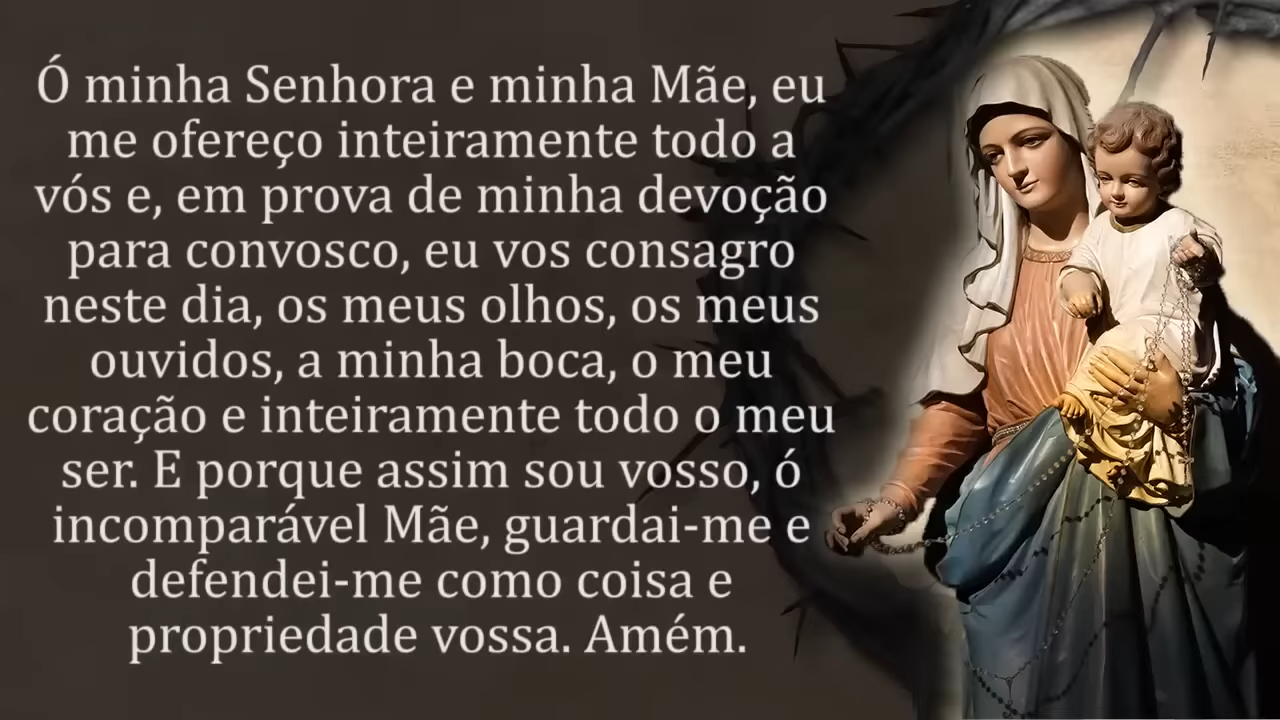 Ó minha Senhora e minha Mãe, eu
me ofereço inteiramente todo a
vós e, em prova de minha devoção
para convosco, eu vos consagro
neste dia, os meus olhos, os meus
ouvidos, a minha boca, o meu
coração e inteiramente todo o meu
ser. E porque assim sou vosso, ó
incomparável Mãe, guardai-me e
defendei-me como coisa e
propriedade vossa. Amém.